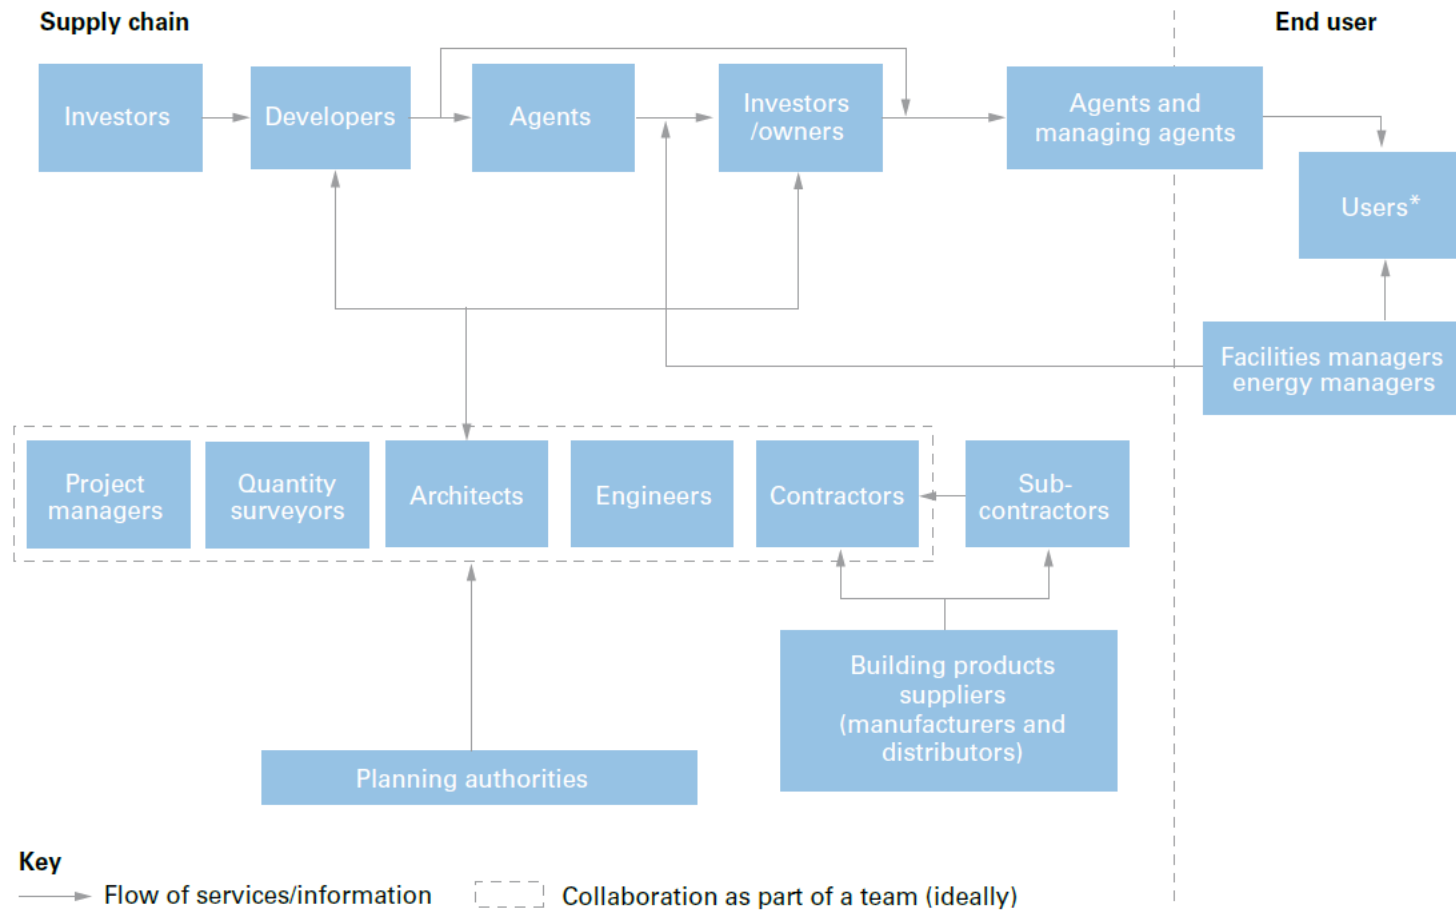 Supply chain
End user
Investors
Developers
Agents
Investors
/owners
Agents and
managing agents
Users*
Facilities managers
energy managers
Project
managers
Quantity
surveyors
Architects
Engineers
Contractors
Sub-
contractors
Building products
suppliers
(manufacturers and
distributors)
Planning authorities
Key
Flow of services/information
Collaboration as part of a team (ideally)